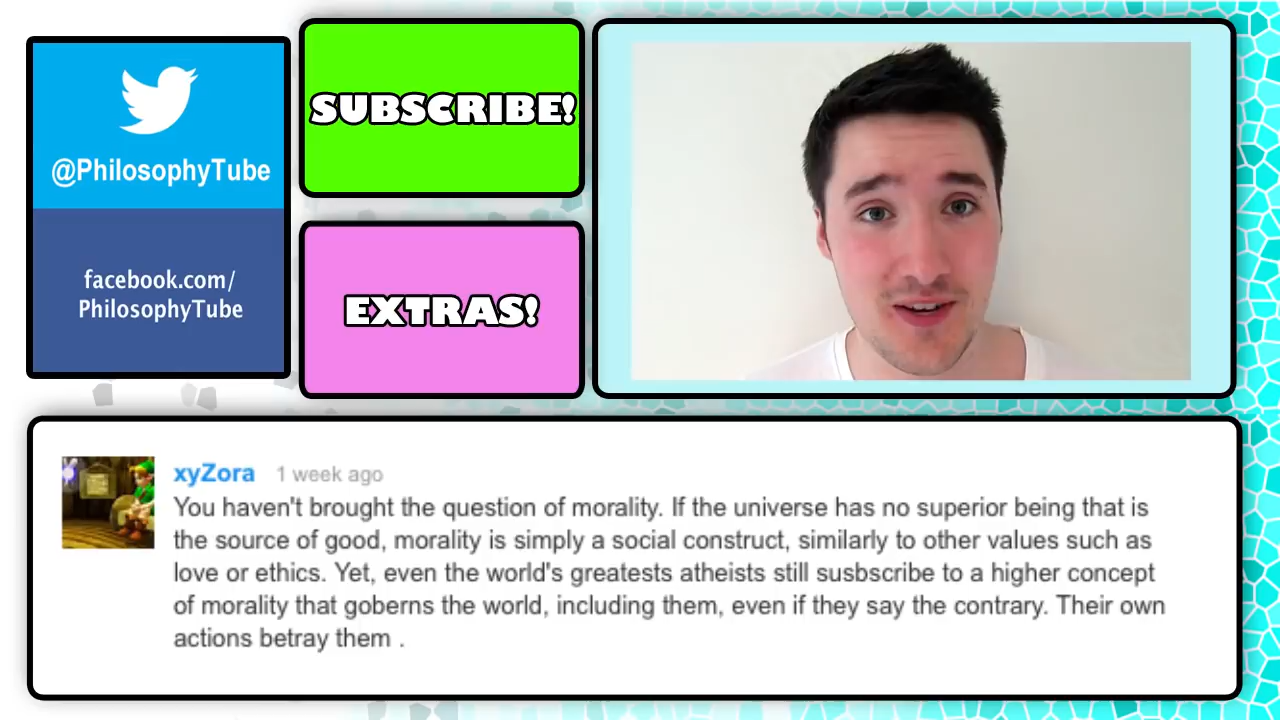 @PhilosophyTube
facebook.com/
PhilosophyTube
SUBSCRIBE!
EXTRAS!
xyZora 1 week ago
You haven't brought the question of morality. If the universe has no superior being that is
the source of good, morality is simply a social construct, similarly to other values such as
love or ethics. Yet, even the world's greatests atheists still susbscribe to a higher concept
of morality that goberns the world, including them, even if they say the contrary. Their own
actions betray them .